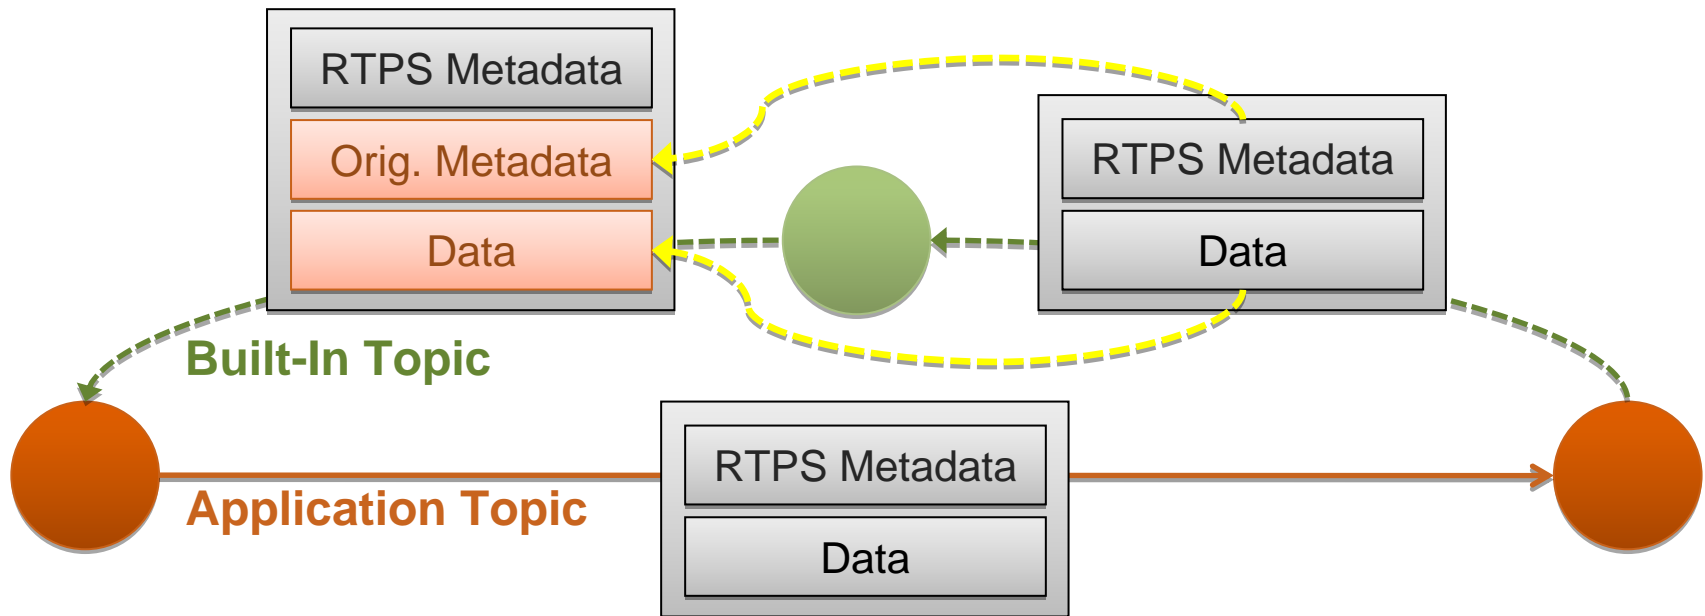 RTPS Metadata
Orig. Metadata
Data
RTPS Metadata
Data
Built-In Topic
Application Topic
RTPS Metadata
Data